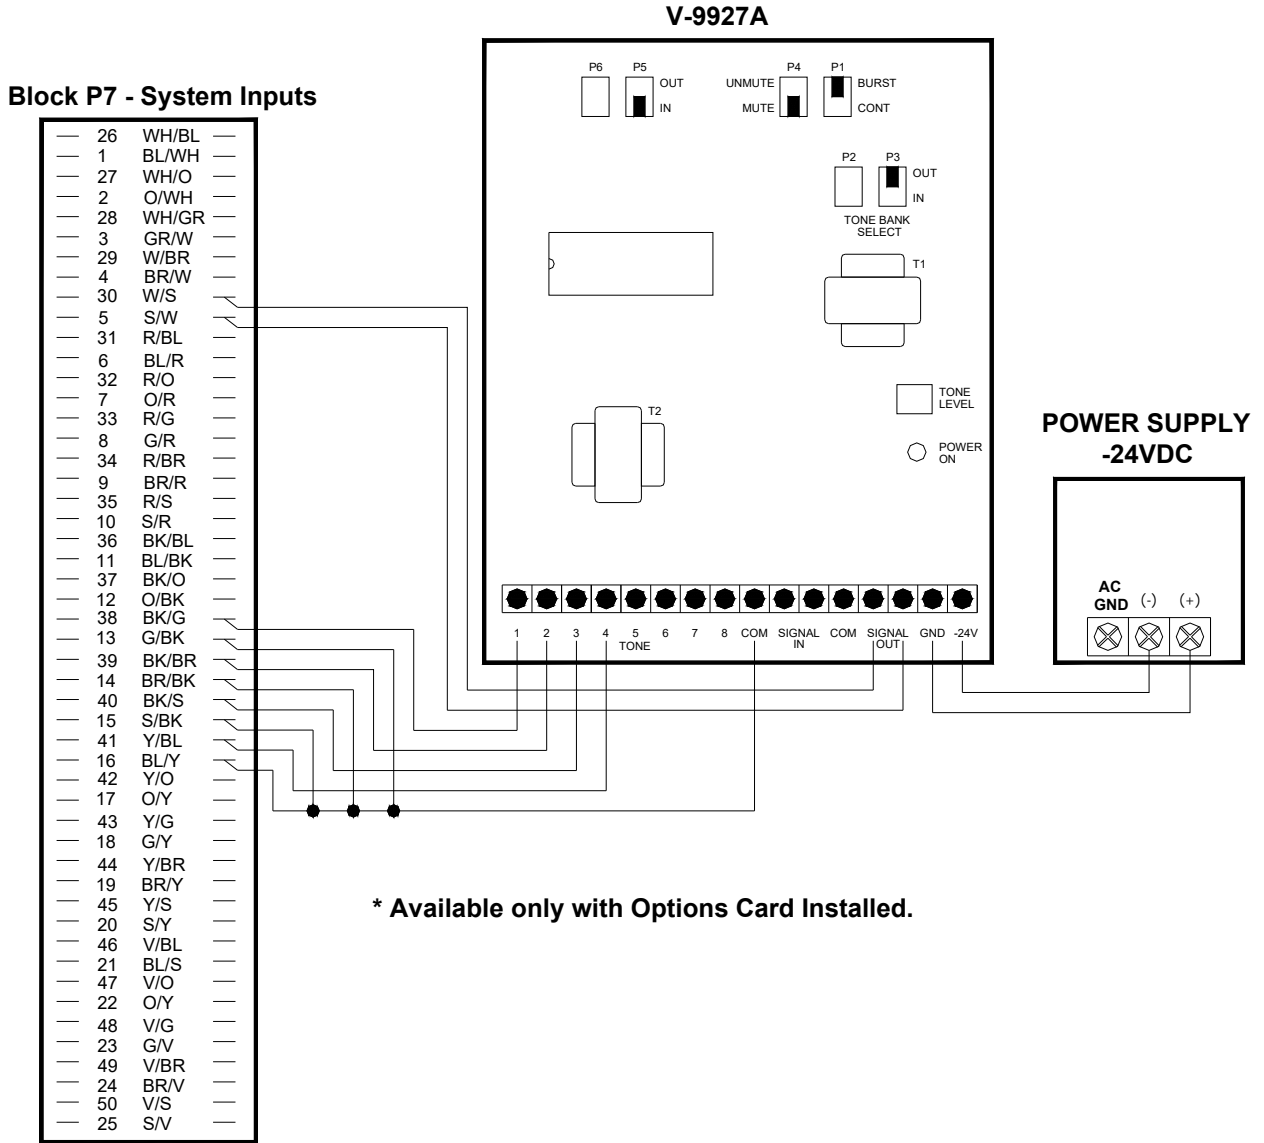 V-9927A
Block P7 - System Inputs
26 WH/BL
1 BL/WH
27 WH/O
2 O/WH
28 WH/GR
3 GR/W
29 W/BR
4 BR/W
30 W/S
5 S/W
31 R/BL
6 BL/R
32 R/O
7 O/R
33 R/G
8 G/R
34 R/BR
9 BR/R
35 R/S
10 S/R
36 BK/BL
11 BL/BK
37 BK/O
12 O/BK
38 BK/G
13 G/BK
39 BK/BR
14 BR/BK
40 BK/S
15 S/BK
41 Y/BL
16 BL/Y
42 Y/O
17 O/Y
43 Y/G
18 G/Y
44 Y/BR
19 BR/Y
45 Y/S
20 S/Y
46 V/BL
21 BL/S
47 V/O
22 O/Y
48 V/G
23 G/V
49 V/BR
24 BR/V
50 V/S
25 S/V
P6 P5 P4 P1
OUT UNMUTE BURST
IN MUTE CONT
P2 P3
OUT
IN
TONE BANK
SELECT
T1
TONE
LEVEL
T2
POWER
ON
1 2 3 4 5 6 7 8 COM SIGNAL COM SIGNAL GND -24V
TONE IN OUT
POWER SUPPLY
-24VDC
AC
GND (-) (+)
* Available only with Options Card Installed.